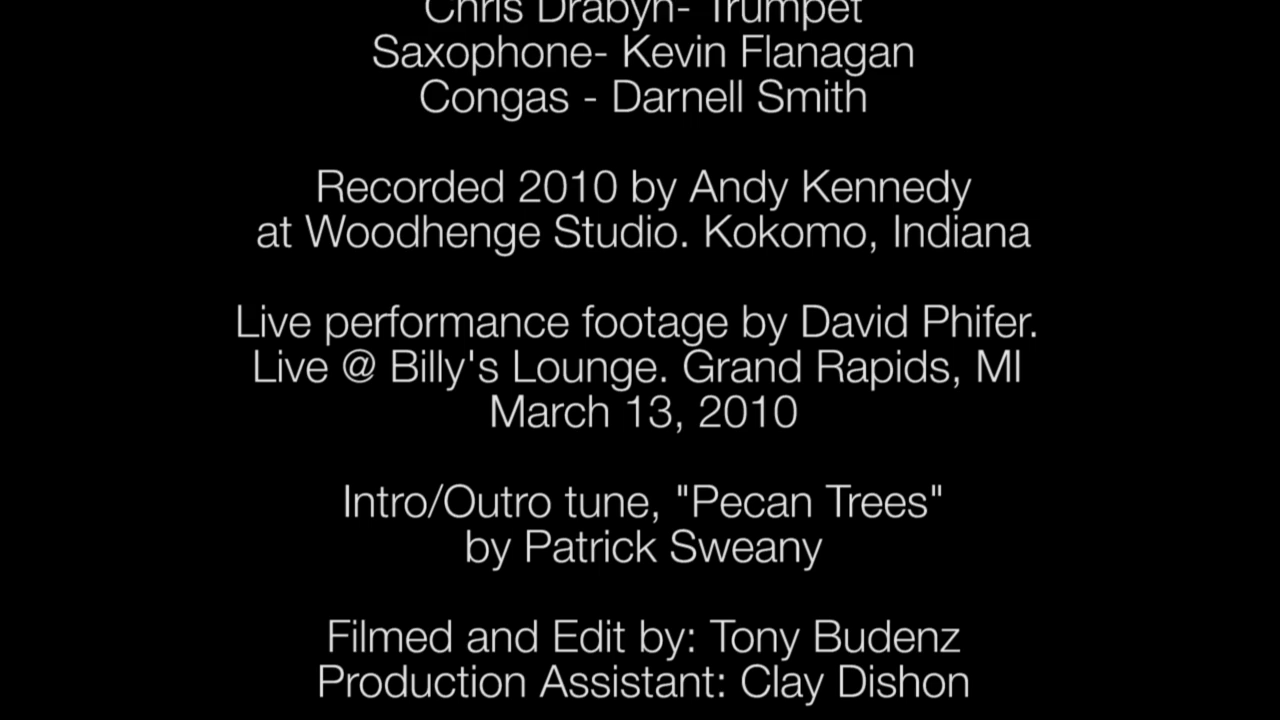 Chris Drabyn- Trumpet
Saxophone- Kevin Flanagan
Congas - Darnell Smith
Recorded 2010 by Andy Kennedy
at Woodhenge Studio. Kokomo, Indiana
Live performance footage by David Phifer.
Live @ Billy's Lounge. Grand Rapids, MI
March 13, 2010
Intro/Outro tune, "Pecan Trees"
by Patrick Sweany
Filmed and Edit by: Tony Budenz
Production Assistant: Clay Dishon